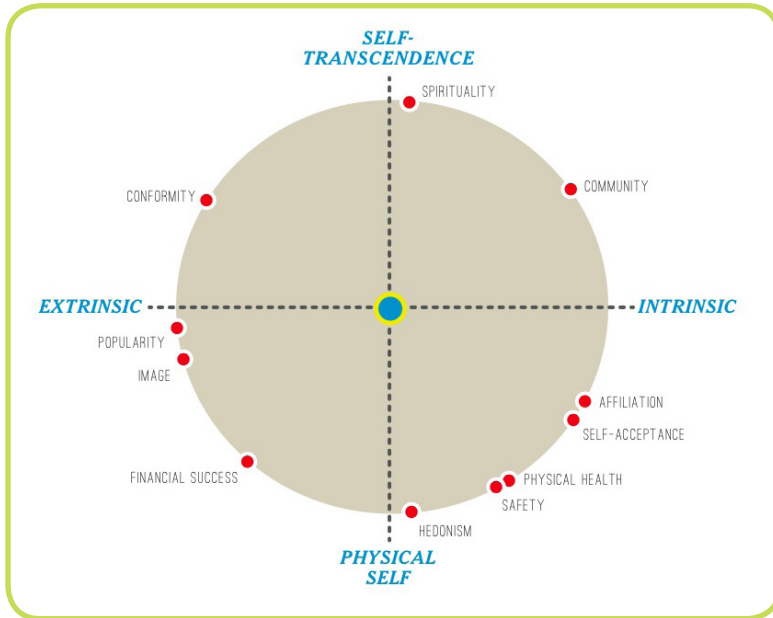 SELF-
TRANSCENDENCE
SPIRITUALITY
COMMUNITY
CONFORMITY
EXTRINSIC
INTRINSIC
POPULARITY
IMAGE
AFFILIATION
SELF-ACCEPTANCE
FINANCIAL SUCCESS
PHYSICAL HEALTH
SAFETY
HEDONISM
PHYSICAL
SELF